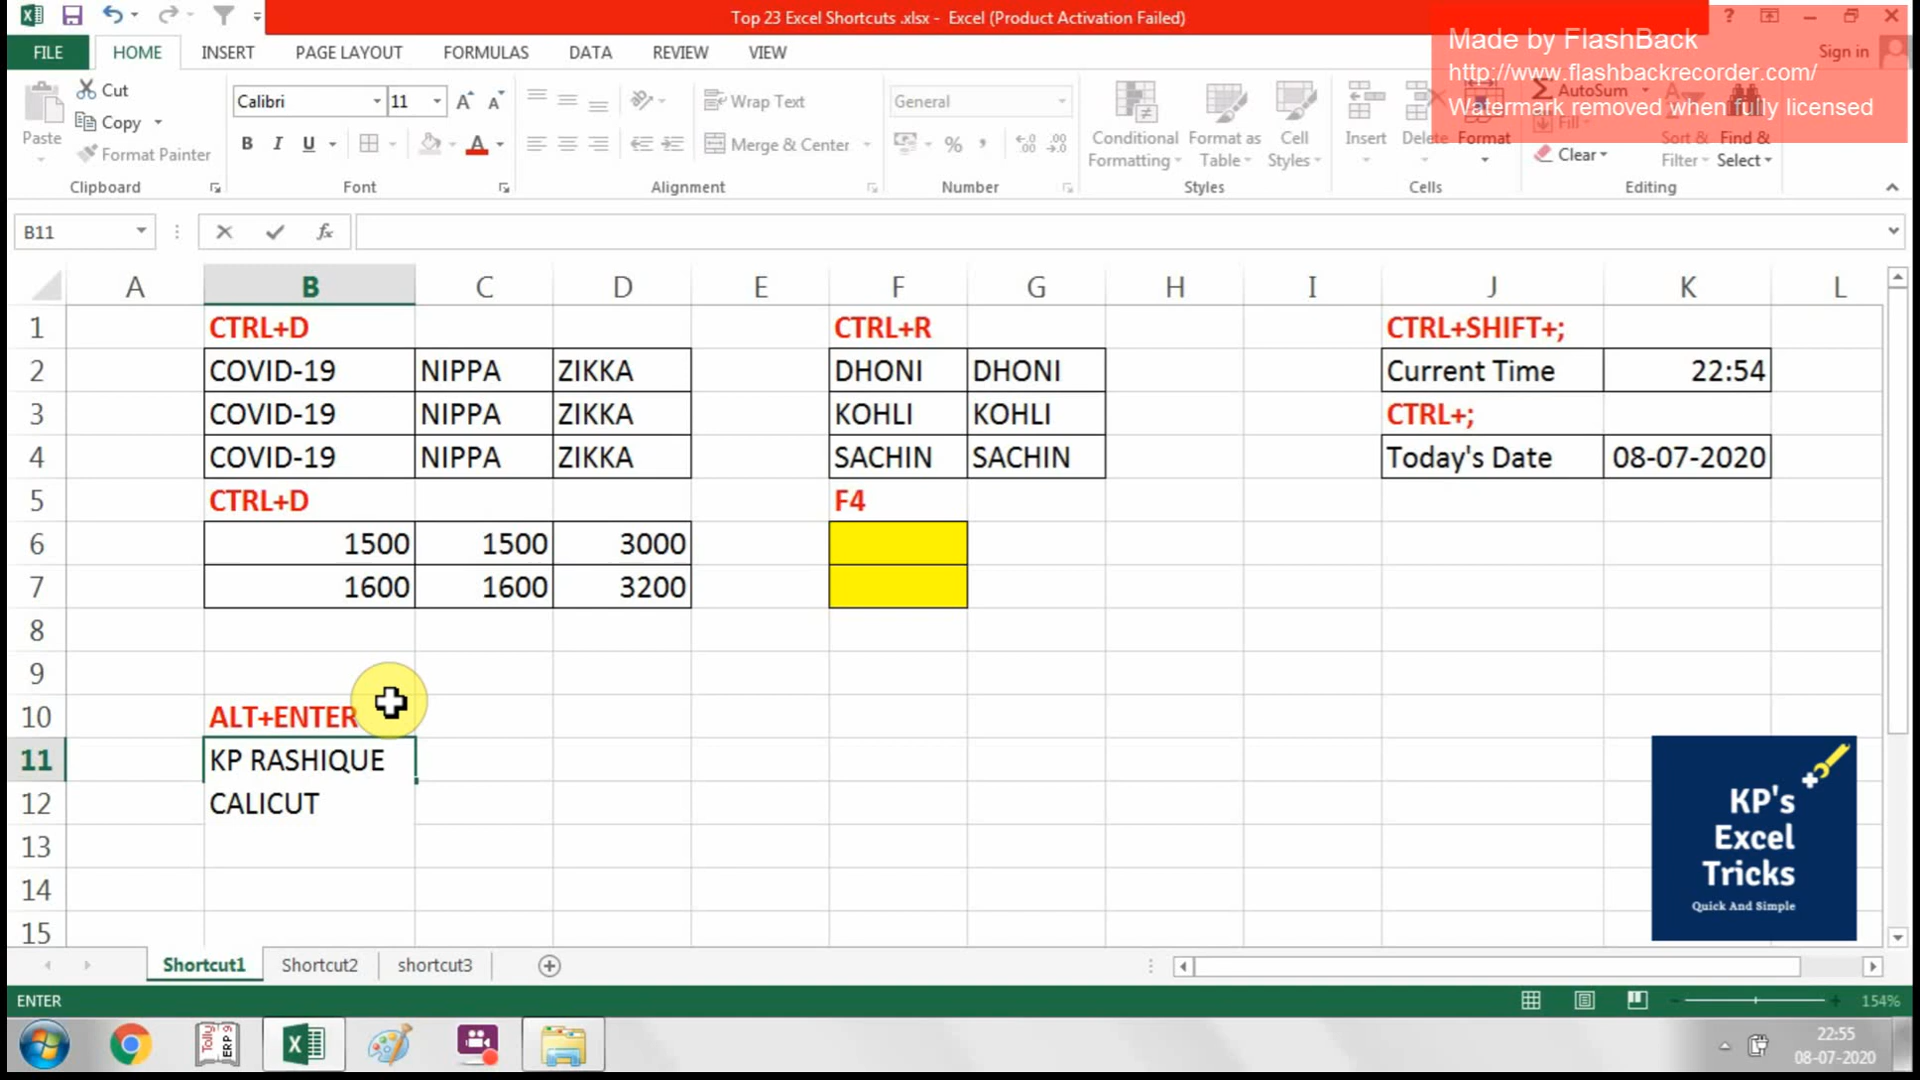 Top 23 Excel Shortcuts .xlsx - Excel (Product Activation Failed)
Made by FlashBack
http://www.flashbackrecorder.com/
Watermark removed when fully licensed
FILE HOME INSERT PAGE LAYOUT FORMULAS DATA REVIEW VIEW Sign in
Paste Cut Copy Format Painter
Calibri 11
B I U
Wrap Text
Merge & Center
General
%
Conditional Formatting
Format as Table
Cell Styles
Insert Delete Format
AutoSum
Fill
Clear
Sort & Filter
Find & Select
Clipboard Font Alignment Number Styles Cells Editing
B11 fx
A B C D E F G H I J K L
1 CTRL+D CTRL+R CTRL+SHIFT+;
2 COVID-19 NIPPA ZIKKA DHONI DHONI Current Time 22:54
3 COVID-19 NIPPA ZIKKA KOHLI KOHLI CTRL+;
4 COVID-19 NIPPA ZIKKA SACHIN SACHIN Today's Date 08-07-2020
5 CTRL+D F4
6 1500 1500 3000
7 1600 1600 3200
8
9
10 ALT+ENTER
11 KP RASHIQUE
12 CALICUT
13
14
15
KP's
Excel
Tricks
Quick And Simple
Shortcut1 Shortcut2 shortcut3
ENTER 154%
Tally ERP 9
22:55
08-07-2020